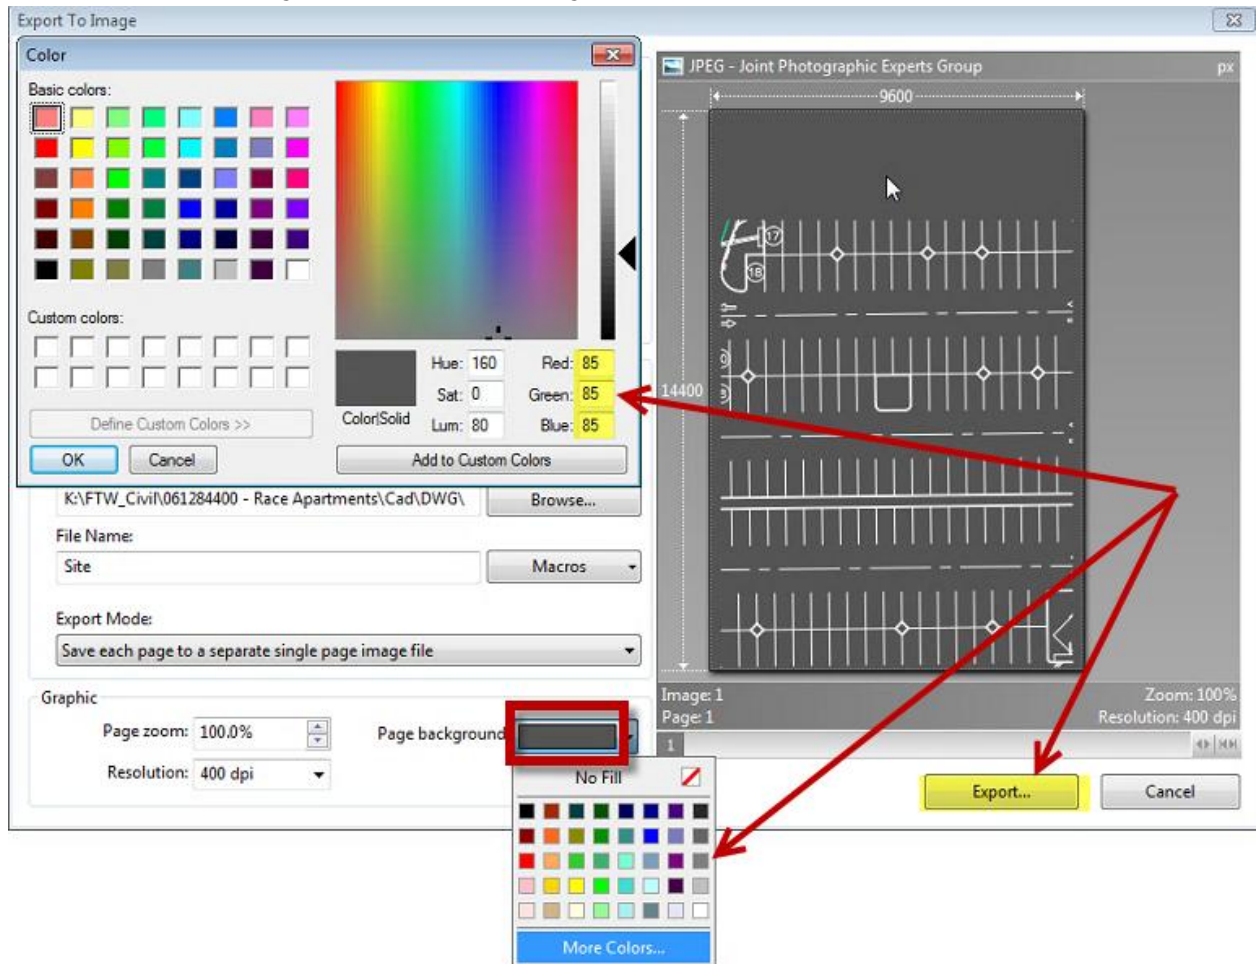 Export To Image
Color
Basic colors:
Custom colors:
Define Custom Colors >>
OK
Cancel
Color|Solid
Hue: 160
Sat: 0
Lum: 80
Red: 85
Green: 85
Blue: 85
Add to Custom Colors
K:\FTW_Civil\061284400 - Race Apartments\Cad\DWG\
Browse...
File Name:
Site
Macros
Export Mode:
Save each page to a separate single page image file
Graphic
Page zoom: 100.0%
Page background
Resolution: 400 dpi
No Fill
More Colors...
JPEG - Joint Photographic Experts Group
px
9600
14400
17
18
Image: 1
Zoom: 100%
Page: 1
Resolution: 400 dpi
1
Export...
Cancel